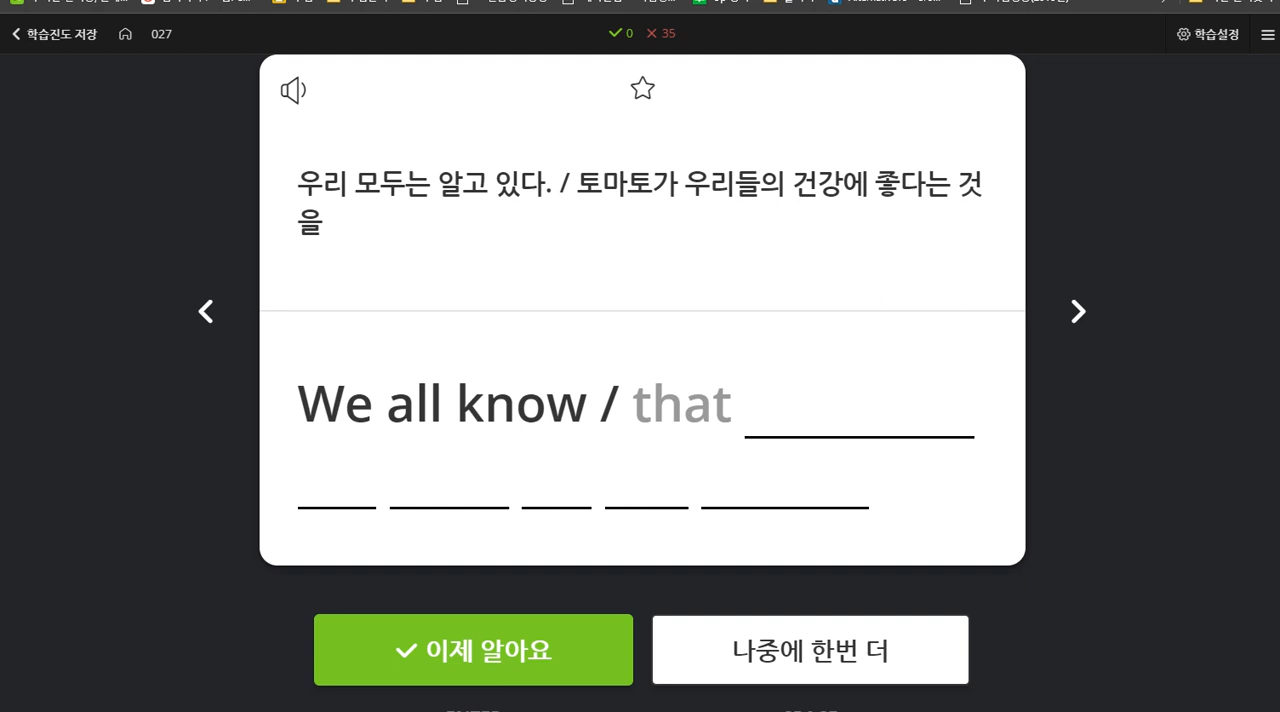 학습진도 저장 027 0 35 학습설정
우리 모두는 알고 있다. / 토마토가 우리들의 건강에 좋다는 것
을
We all know / that
이제 알아요 나중에 한번 더